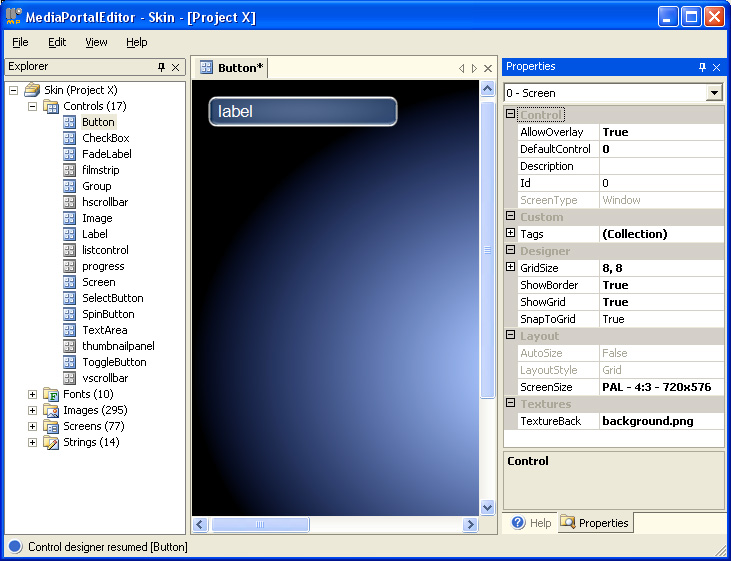 MediaPortalEditor - Skin - [Project X]
File Edit View Help
Explorer
Skin (Project X)
Controls (17)
Button
CheckBox
FadeLabel
filmstrip
Group
hscrollbar
Image
Label
listcontrol
progress
Screen
SelectButton
SpinButton
TextArea
thumbnailpanel
ToggleButton
vscrollbar
Fonts (10)
Images (295)
Screens (77)
Strings (14)
Button*
label
Properties
0 - Screen
Control
AllowOverlay True
DefaultControl 0
Description
Id 0
ScreenType Window
Custom
Tags (Collection)
Designer
GridSize 8, 8
ShowBorder True
ShowGrid True
SnapToGrid True
Layout
AutoSize False
LayoutStyle Grid
ScreenSize PAL - 4:3 - 720x576
Textures
TextureBack background.png
Control
Help Properties
Control designer resumed [Button]